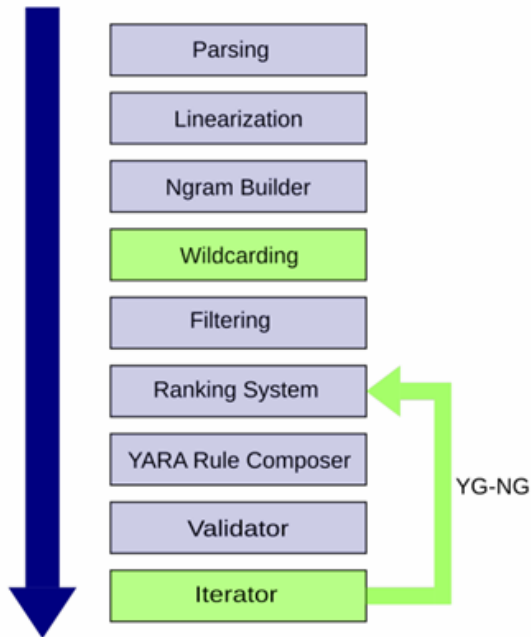 Parsing
Linearization
Ngram Builder
Wildcarding
Filtering
Ranking System
YARA Rule Composer
YG-NG
Validator
Iterator